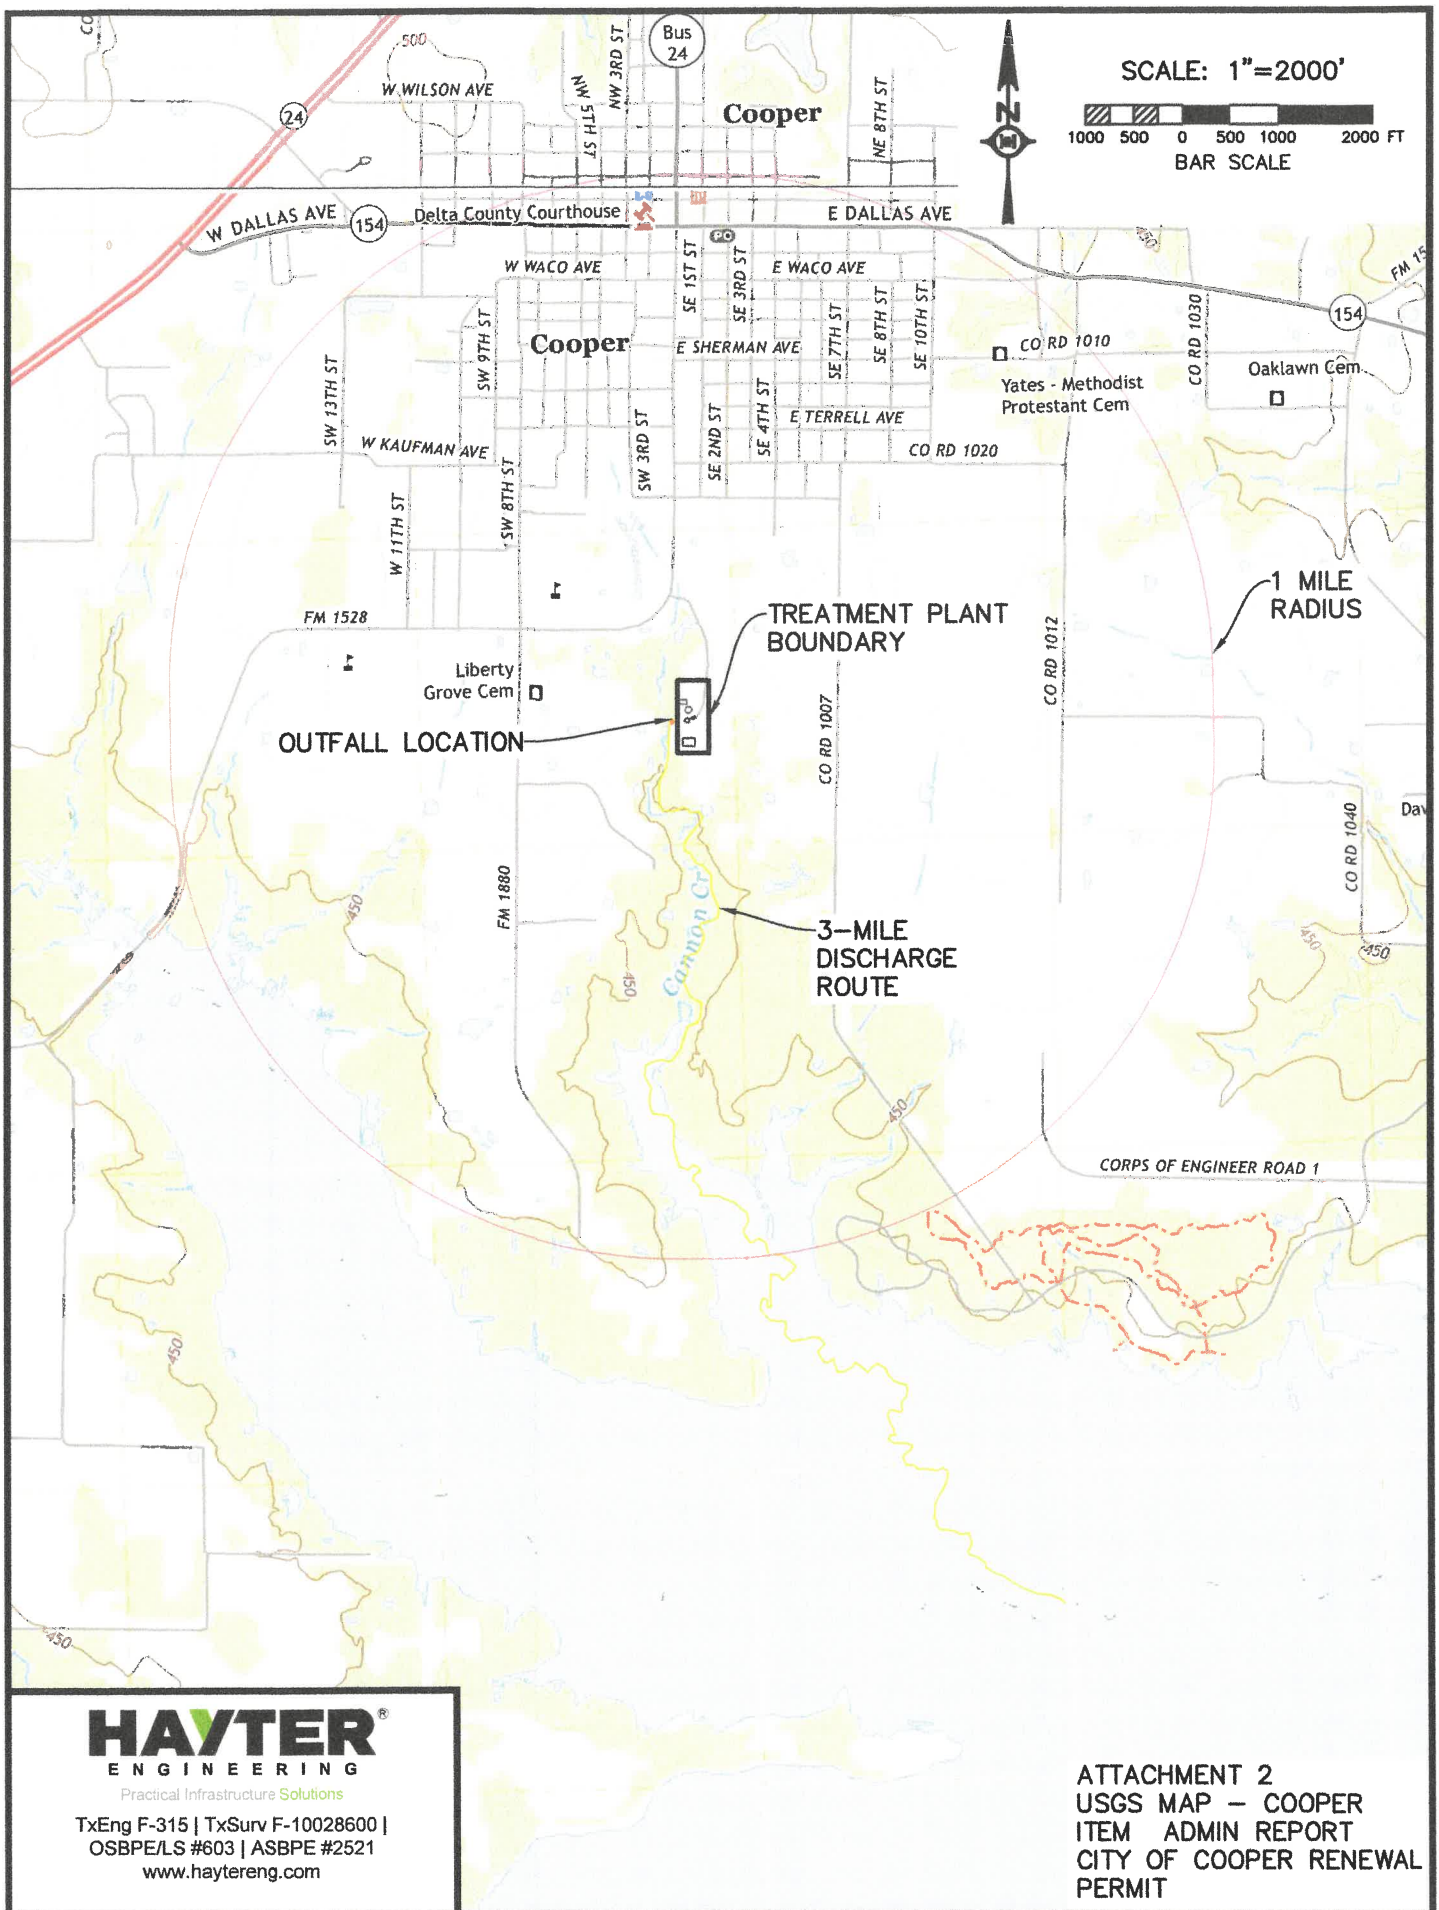 CO
500
Bus
24
NW 3RD ST
NW 5TH ST
W WILSON AVE
Cooper
NE 8TH ST
N
SCALE: 1"=2000'
1000 500 0 500 1000 2000 FT
BAR SCALE
24
W DALLAS AVE
154
Delta County Courthouse
E DALLAS AVE
PO
450
FM 15
W WACO AVE
SE 1ST ST
SE 3RD ST
E WACO AVE
SE 7TH ST
SE 8TH ST
SE 10TH ST
CO RD 1030
154
SW 13TH ST
SW 9TH ST
Cooper
E SHERMAN AVE
CO RD 1010
Yates - Methodist
Protestant Cem
Oaklawn Cem
W KAUFMAN AVE
SW 3RD ST
SE 2ND ST
SE 4TH ST
E TERRELL AVE
CO RD 1020
W 11TH ST
SW 8TH ST
FM 1528
TREATMENT PLANT
BOUNDARY
1 MILE
RADIUS
Liberty
Grove Cem
CO RD 1012
CO RD 1007
OUTFALL LOCATION
CO RD 1040
Dav
FM 1880
450
450
Cannon Cr
3-MILE
DISCHARGE
ROUTE
450
450
450
CORPS OF ENGINEER ROAD 1
450
450
HAYTER®
ENGINEERING
Practical Infrastructure Solutions
TxEng F-315 | TxSurv F-10028600 |
OSBPE/LS #603 | ASBPE #2521
www.haytereng.com
ATTACHMENT 2
USGS MAP - COOPER
ITEM ADMIN REPORT
CITY OF COOPER RENEWAL
PERMIT